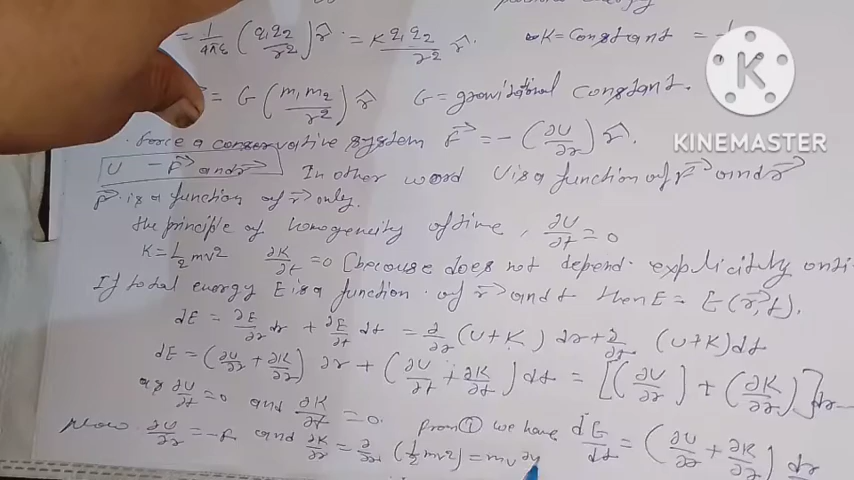 = 1/4πε (q₁q₂/r²) r̂ = K q₁q₂/r² r̂. K = Constant =
= G (m₁m₂/r²) r̂ G = gravitational constant.
KINEMASTER
force a conservative system F⃗ = - (∂U/∂r) r̂.
U - F⃗ and r⃗ In other word U is a function of F⃗ and r⃗
F⃗ is a function of r⃗ only.
the principle of homogeneity of time, ∂U/∂t = 0
K = 1/2 mv² ∂K/∂t = 0 [because does not depend explicitly on ti
If total energy E is a function of r⃗ and t then E = E(r⃗,t).
dE = ∂E/∂r dr + ∂E/∂t dt = ∂/∂r (U+K) dr + ∂/∂t (U+K) dt
dE = (∂U/∂r + ∂K/∂r) ∂r + (∂U/∂t + ∂K/∂t) dt = [(∂U/∂r) + (∂K/∂r)] dr
as ∂U/∂t = 0 and ∂K/∂t = 0. from ① we have dE/dt = (∂U/∂r + ∂K/∂r) dr
Now ∂U/∂r = -F and ∂K/∂r = ∂/∂r (1/2 mv²) = mv ∂v